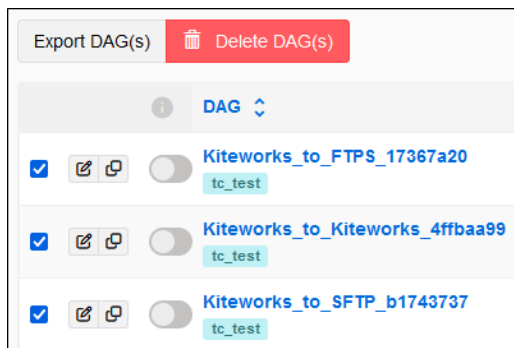 Export DAG(s)
Delete DAG(s)
DAG
Kiteworks_to_FTPS_17367a20
tc_test
Kiteworks_to_Kiteworks_4ffbaa99
tc_test
Kiteworks_to_SFTP_b1743737
tc_test